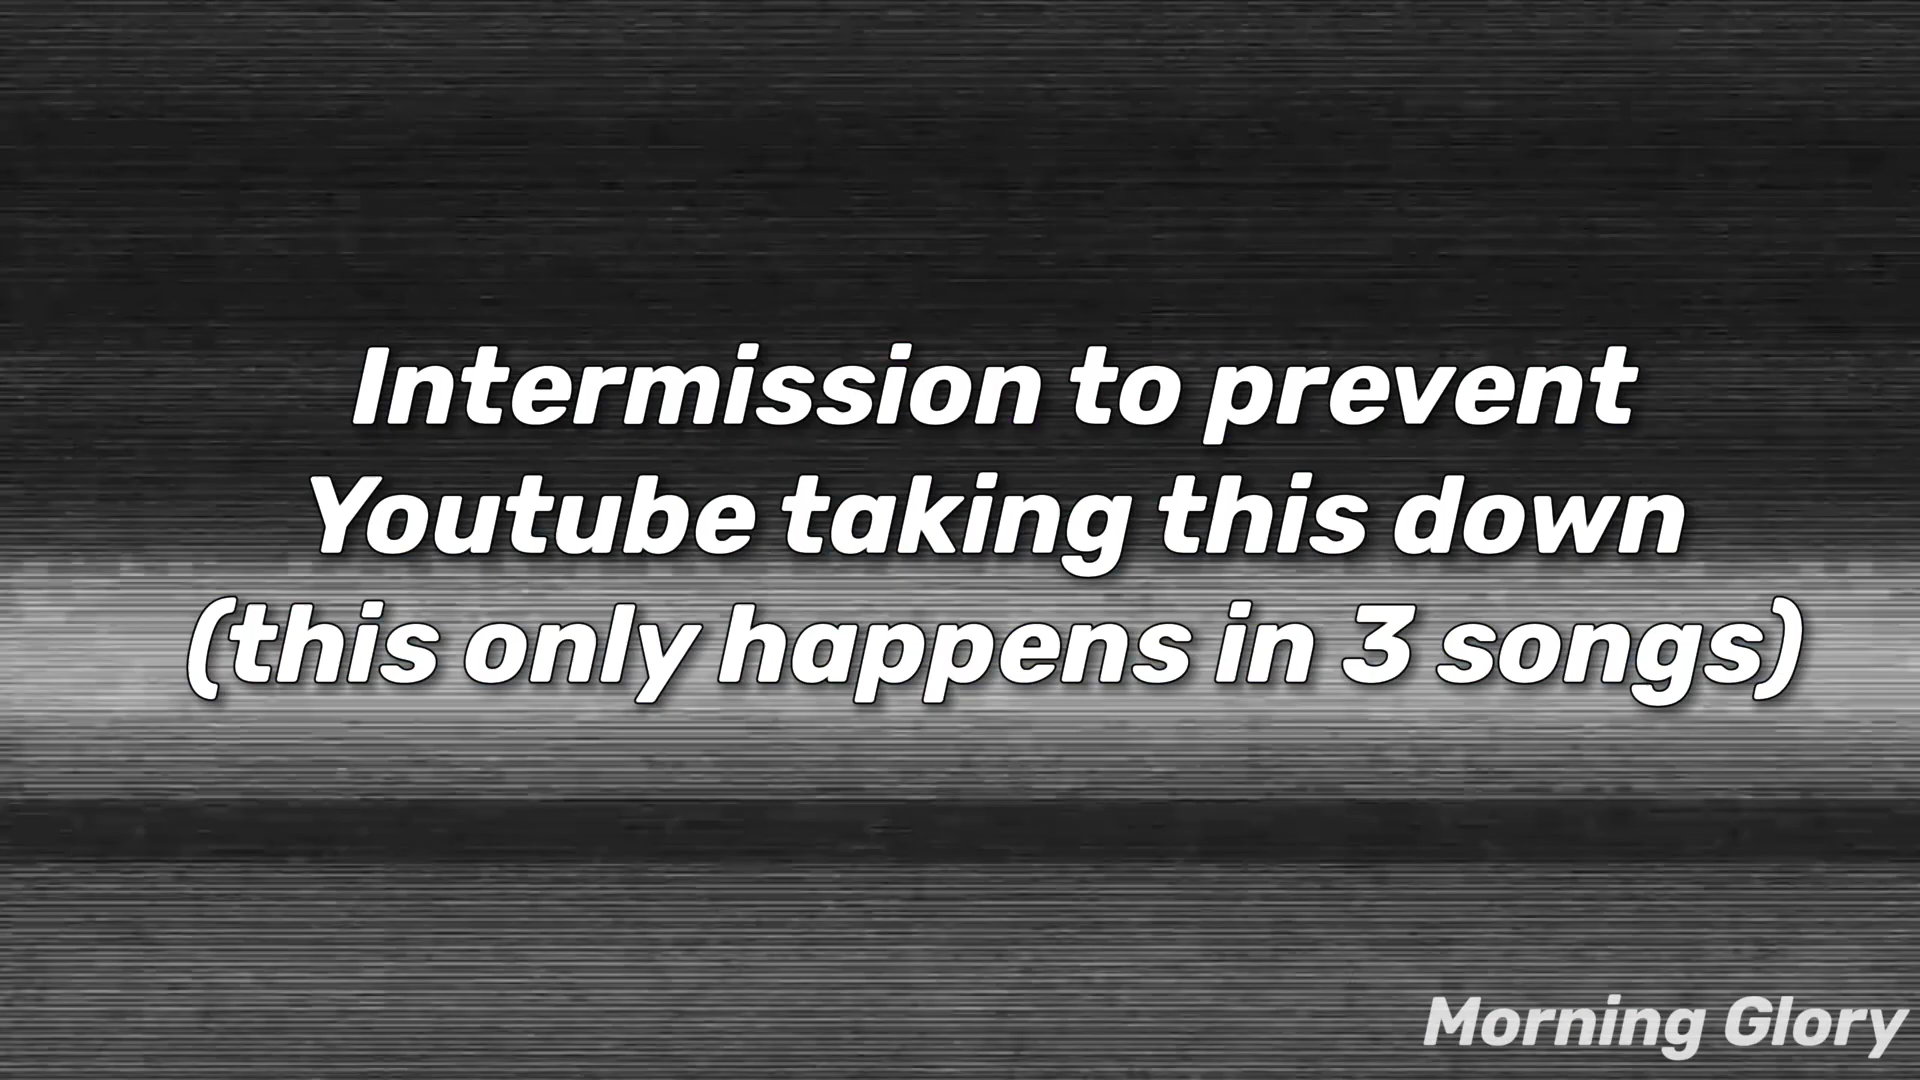 Intermission to prevent
Youtube taking this down
(this only happens in 3 songs)
Morning Glory